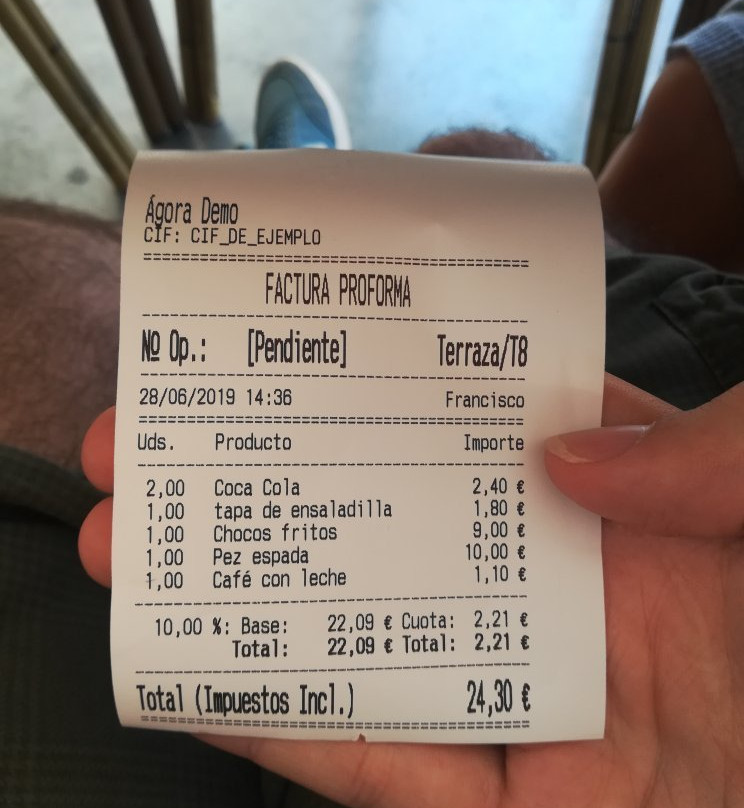 Ágora Demo
CIF: CIF_DE_EJEMPLO
FACTURA PROFORMA
Nº Op.: [Pendiente] Terraza/T8
28/06/2019 14:36 Francisco
Uds. Producto Importe
2,00 Coca Cola 2,40 €
1,00 tapa de ensaladilla 1,80 €
1,00 Chocos fritos 9,00 €
1,00 Pez espada 10,00 €
1,00 Café con leche 1,10 €
10,00 %: Base: 22,09 € Cuota: 2,21 €
Total: 22,09 € Total: 2,21 €
Total (Impuestos Incl.) 24,30 €